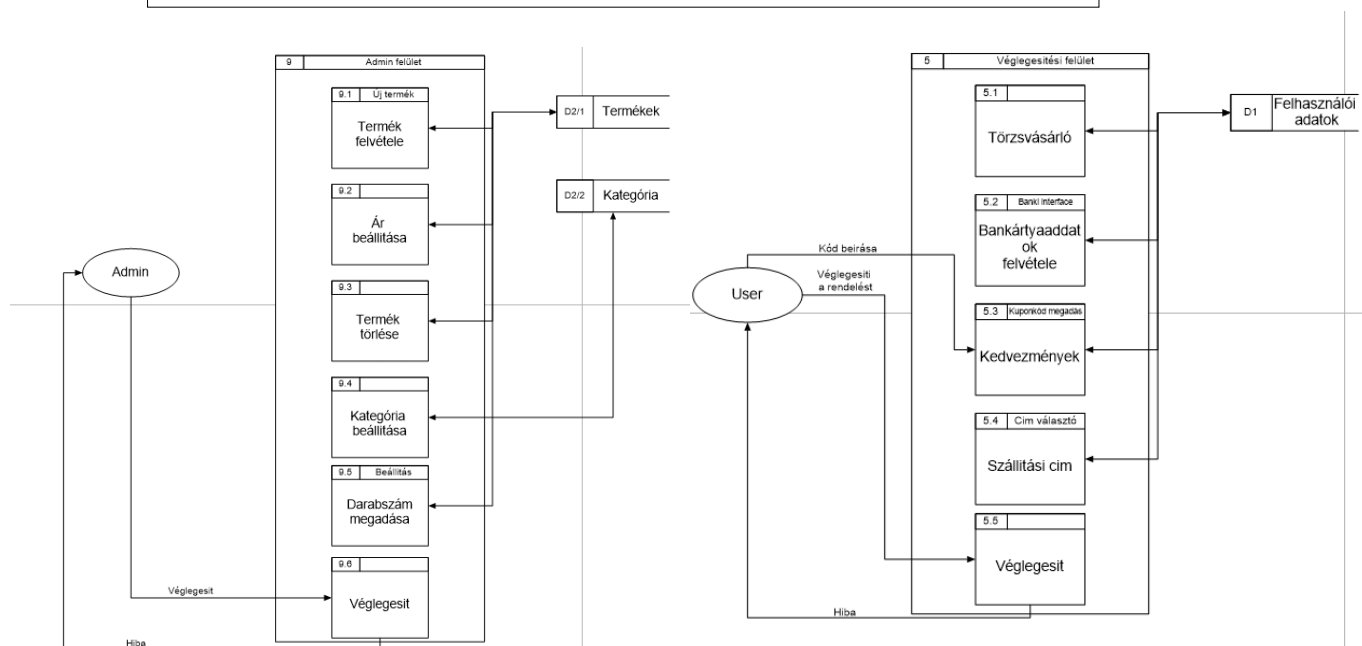 9 Admin felület
9.1 Új termék
Termék
felvétele
9.2
Ár
beállitása
9.3
Termék
törlése
9.4
Kategória
beállitása
9.5 Beállitás
Darabszám
megadása
9.6
Véglegesit
D2/1 Termékek
D2/2 Kategória
Admin
Véglegesit
Hiba
5 Véglegesitési felület
5.1
Törzsvásárló
5.2 Banki interface
Bankártyaaddat
ok
felvétele
5.3 Kuponkód megadás
Kedvezmények
5.4 Cim választó
Szállitási cim
5.5
Véglegesit
D1 Felhasználói
adatok
Kód beirása
Véglegesiti
a rendelést
User
Hiba